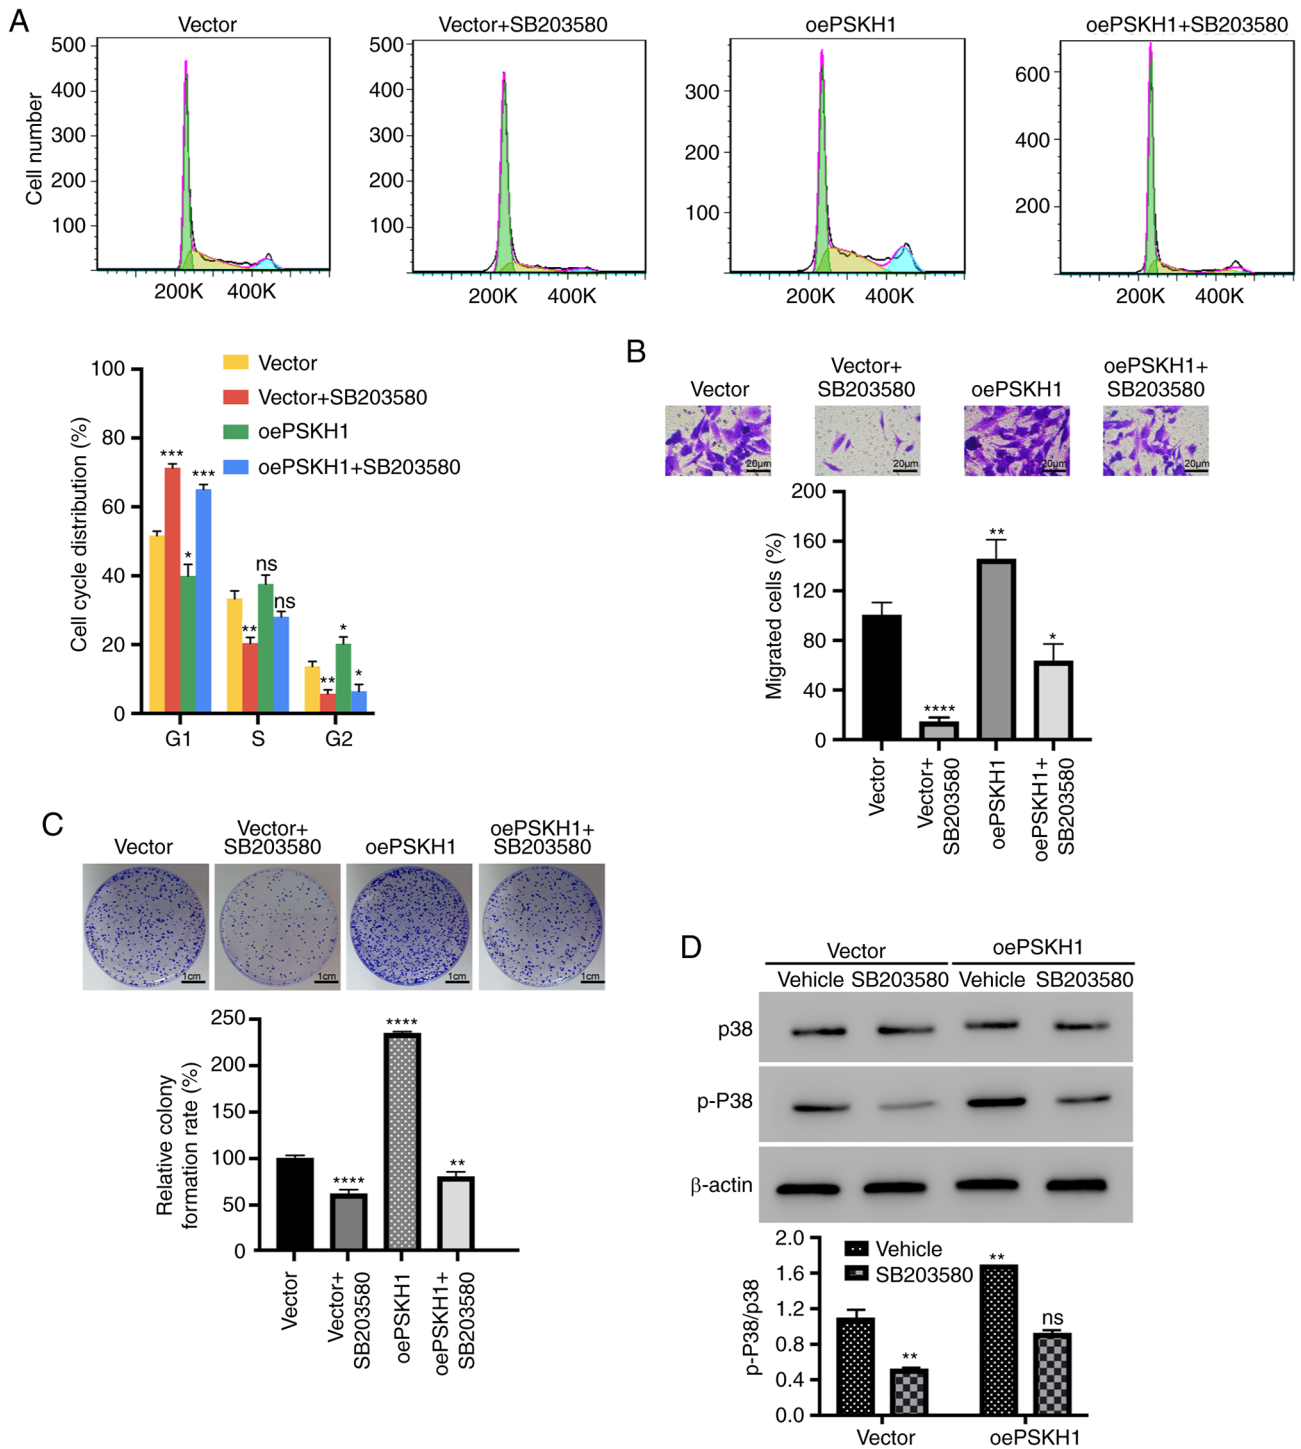 A
Vector
Vector+SB203580
oePSKH1
oePSKH1+SB203580
Cell number
500
400
300
200
100
200K 400K
500
400
300
200
100
200K 400K
300
200
100
200K 400K
600
400
200
200K 400K
Cell cycle distribution (%)
100
80
60
40
20
0
Vector
Vector+SB203580
oePSKH1
oePSKH1+SB203580
***
*
***
**
ns
ns
**
*
*
G1 S G2
B
Vector
Vector+
SB203580
oePSKH1
oePSKH1+
SB203580
20μm
20μm
20μm
20μm
Migrated cells (%)
200
160
120
80
40
0
****
**
*
Vector
Vector+
SB203580
oePSKH1
oePSKH1+
SB203580
C
Vector
Vector+
SB203580
oePSKH1
oePSKH1+
SB203580
1cm
1cm
1cm
1cm
Relative colony
formation rate (%)
250
200
150
100
50
0
****
****
**
Vector
Vector+
SB203580
oePSKH1
oePSKH1+
SB203580
D
Vector oePSKH1
Vehicle SB203580 Vehicle SB203580
p38
p-P38
β-actin
p-P38/p38
2.0
1.6
1.2
0.8
0.4
0.0
Vehicle
SB203580
**
**
ns
Vector oePSKH1